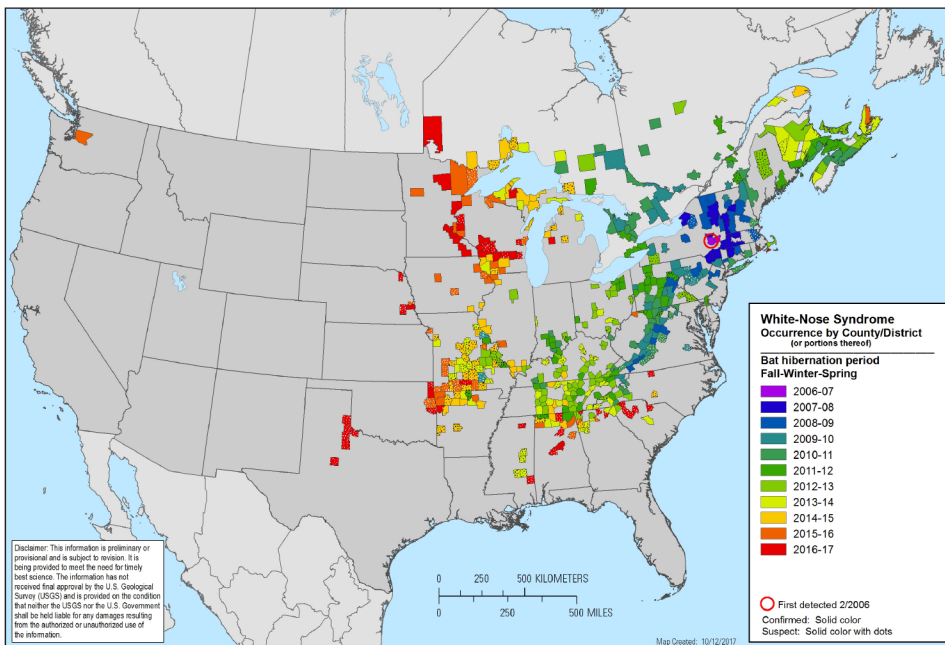 White-Nose Syndrome
Occurrence by County/District
(or portions thereof)
Bat hibernation period
Fall-Winter-Spring
2006-07
2007-08
2008-09
2009-10
2010-11
2011-12
2012-13
2013-14
2014-15
2015-16
2016-17
First detected 2/2006
Confirmed: Solid color
Suspect: Solid color with dots
Disclaimer: This information is preliminary or
provisional and is subject to revision. It is
being provided to meet the need for timely
best science. The information has not
received final approval by the U.S. Geological
Survey (USGS) and is provided on the condition
that neither the USGS nor the U.S. Government
shall be held liable for any damages resulting
from the authorized or unauthorized use of
the information.
0 250 500 KILOMETERS
0 250 500 MILES
Map Created: 10/12/2017